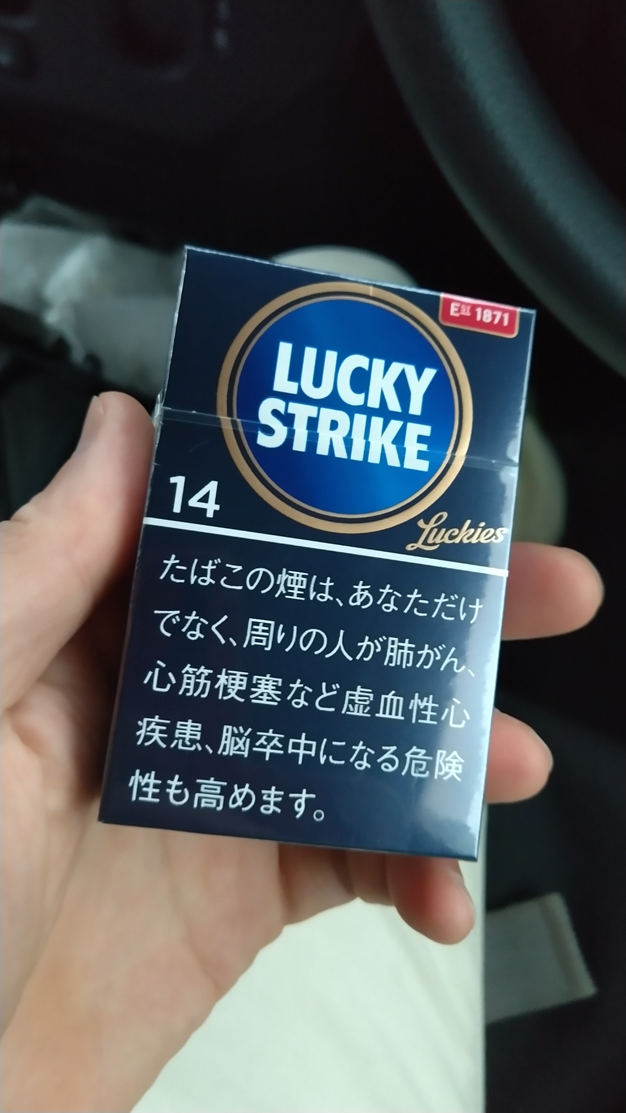 Est 1871
LUCKY
STRIKE
14
Luckies
たばこの煙は、あなただけ
でなく、周りの人が肺がん、
心筋梗塞など虚血性心
疾患、脳卒中になる危険
性も高めます。